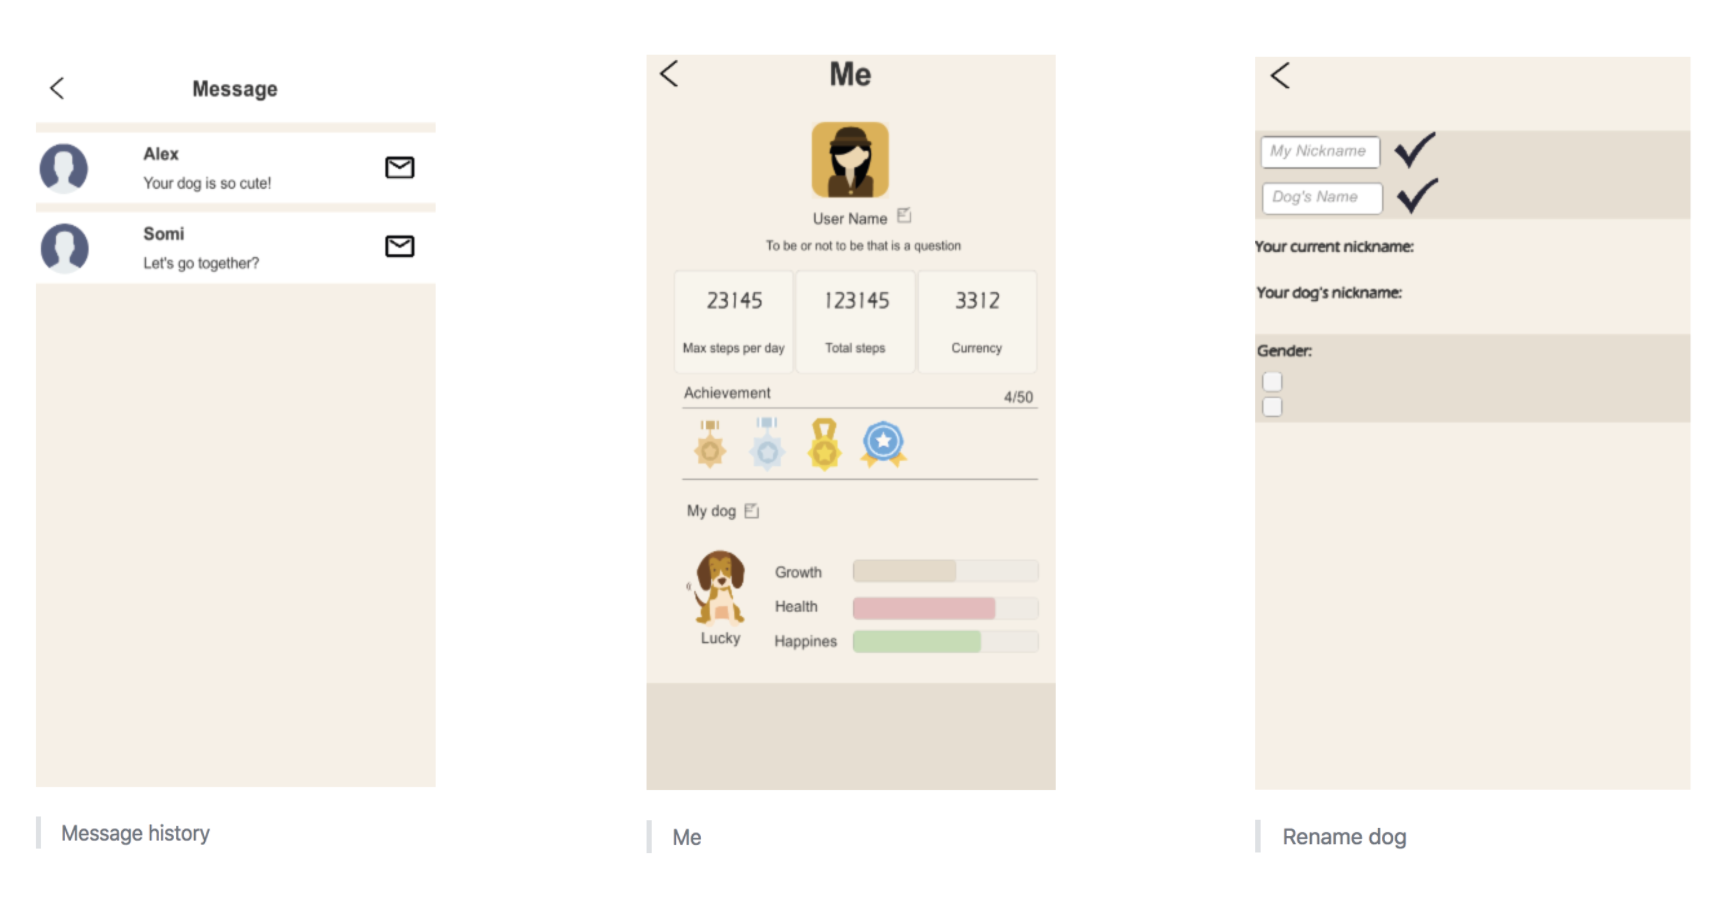 Message
Alex
Your dog is so cute!
Somi
Let's go together?
Message history
Me
User Name
To be or not to be that is a question
23145 123145 3312
Max steps per day Total steps Currency
Achievement 4/50
My dog
Growth
Health
Lucky Happines
Me
My Nickname
Dog's Name
Your current nickname:
Your dog's nickname:
Gender:
Rename dog